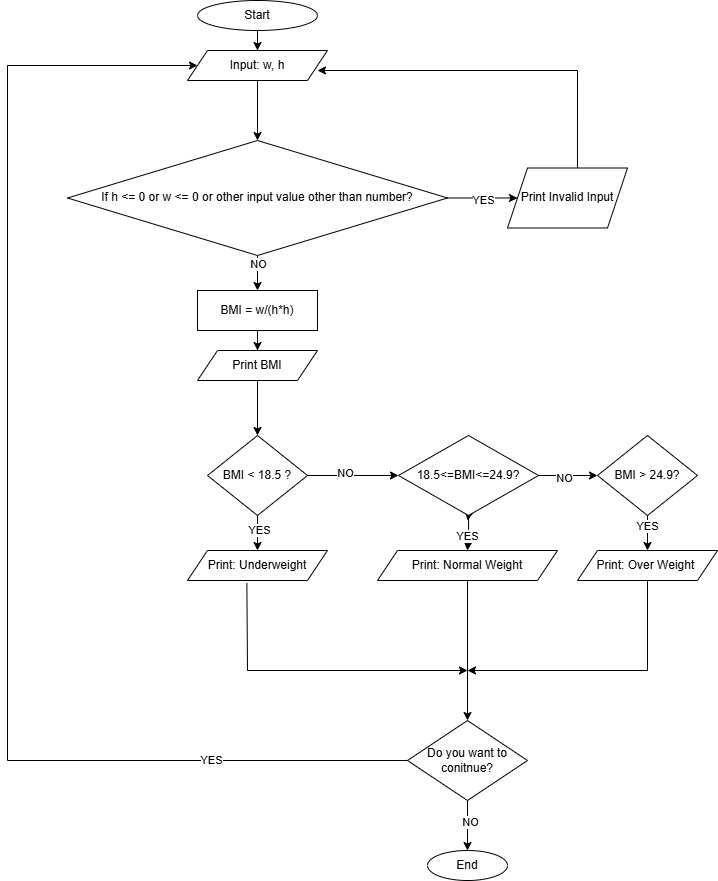 Start
Input: w, h
If h <= 0 or w <= 0 or other input value other than number?
YES
Print Invalid Input
NO
BMI = w/(h*h)
Print BMI
BMI < 18.5 ?
NO
18.5<=BMI<=24.9?
NO
BMI > 24.9?
YES
YES
YES
Print: Underweight
Print: Normal Weight
Print: Over Weight
Do you want to
conitnue?
YES
NO
End